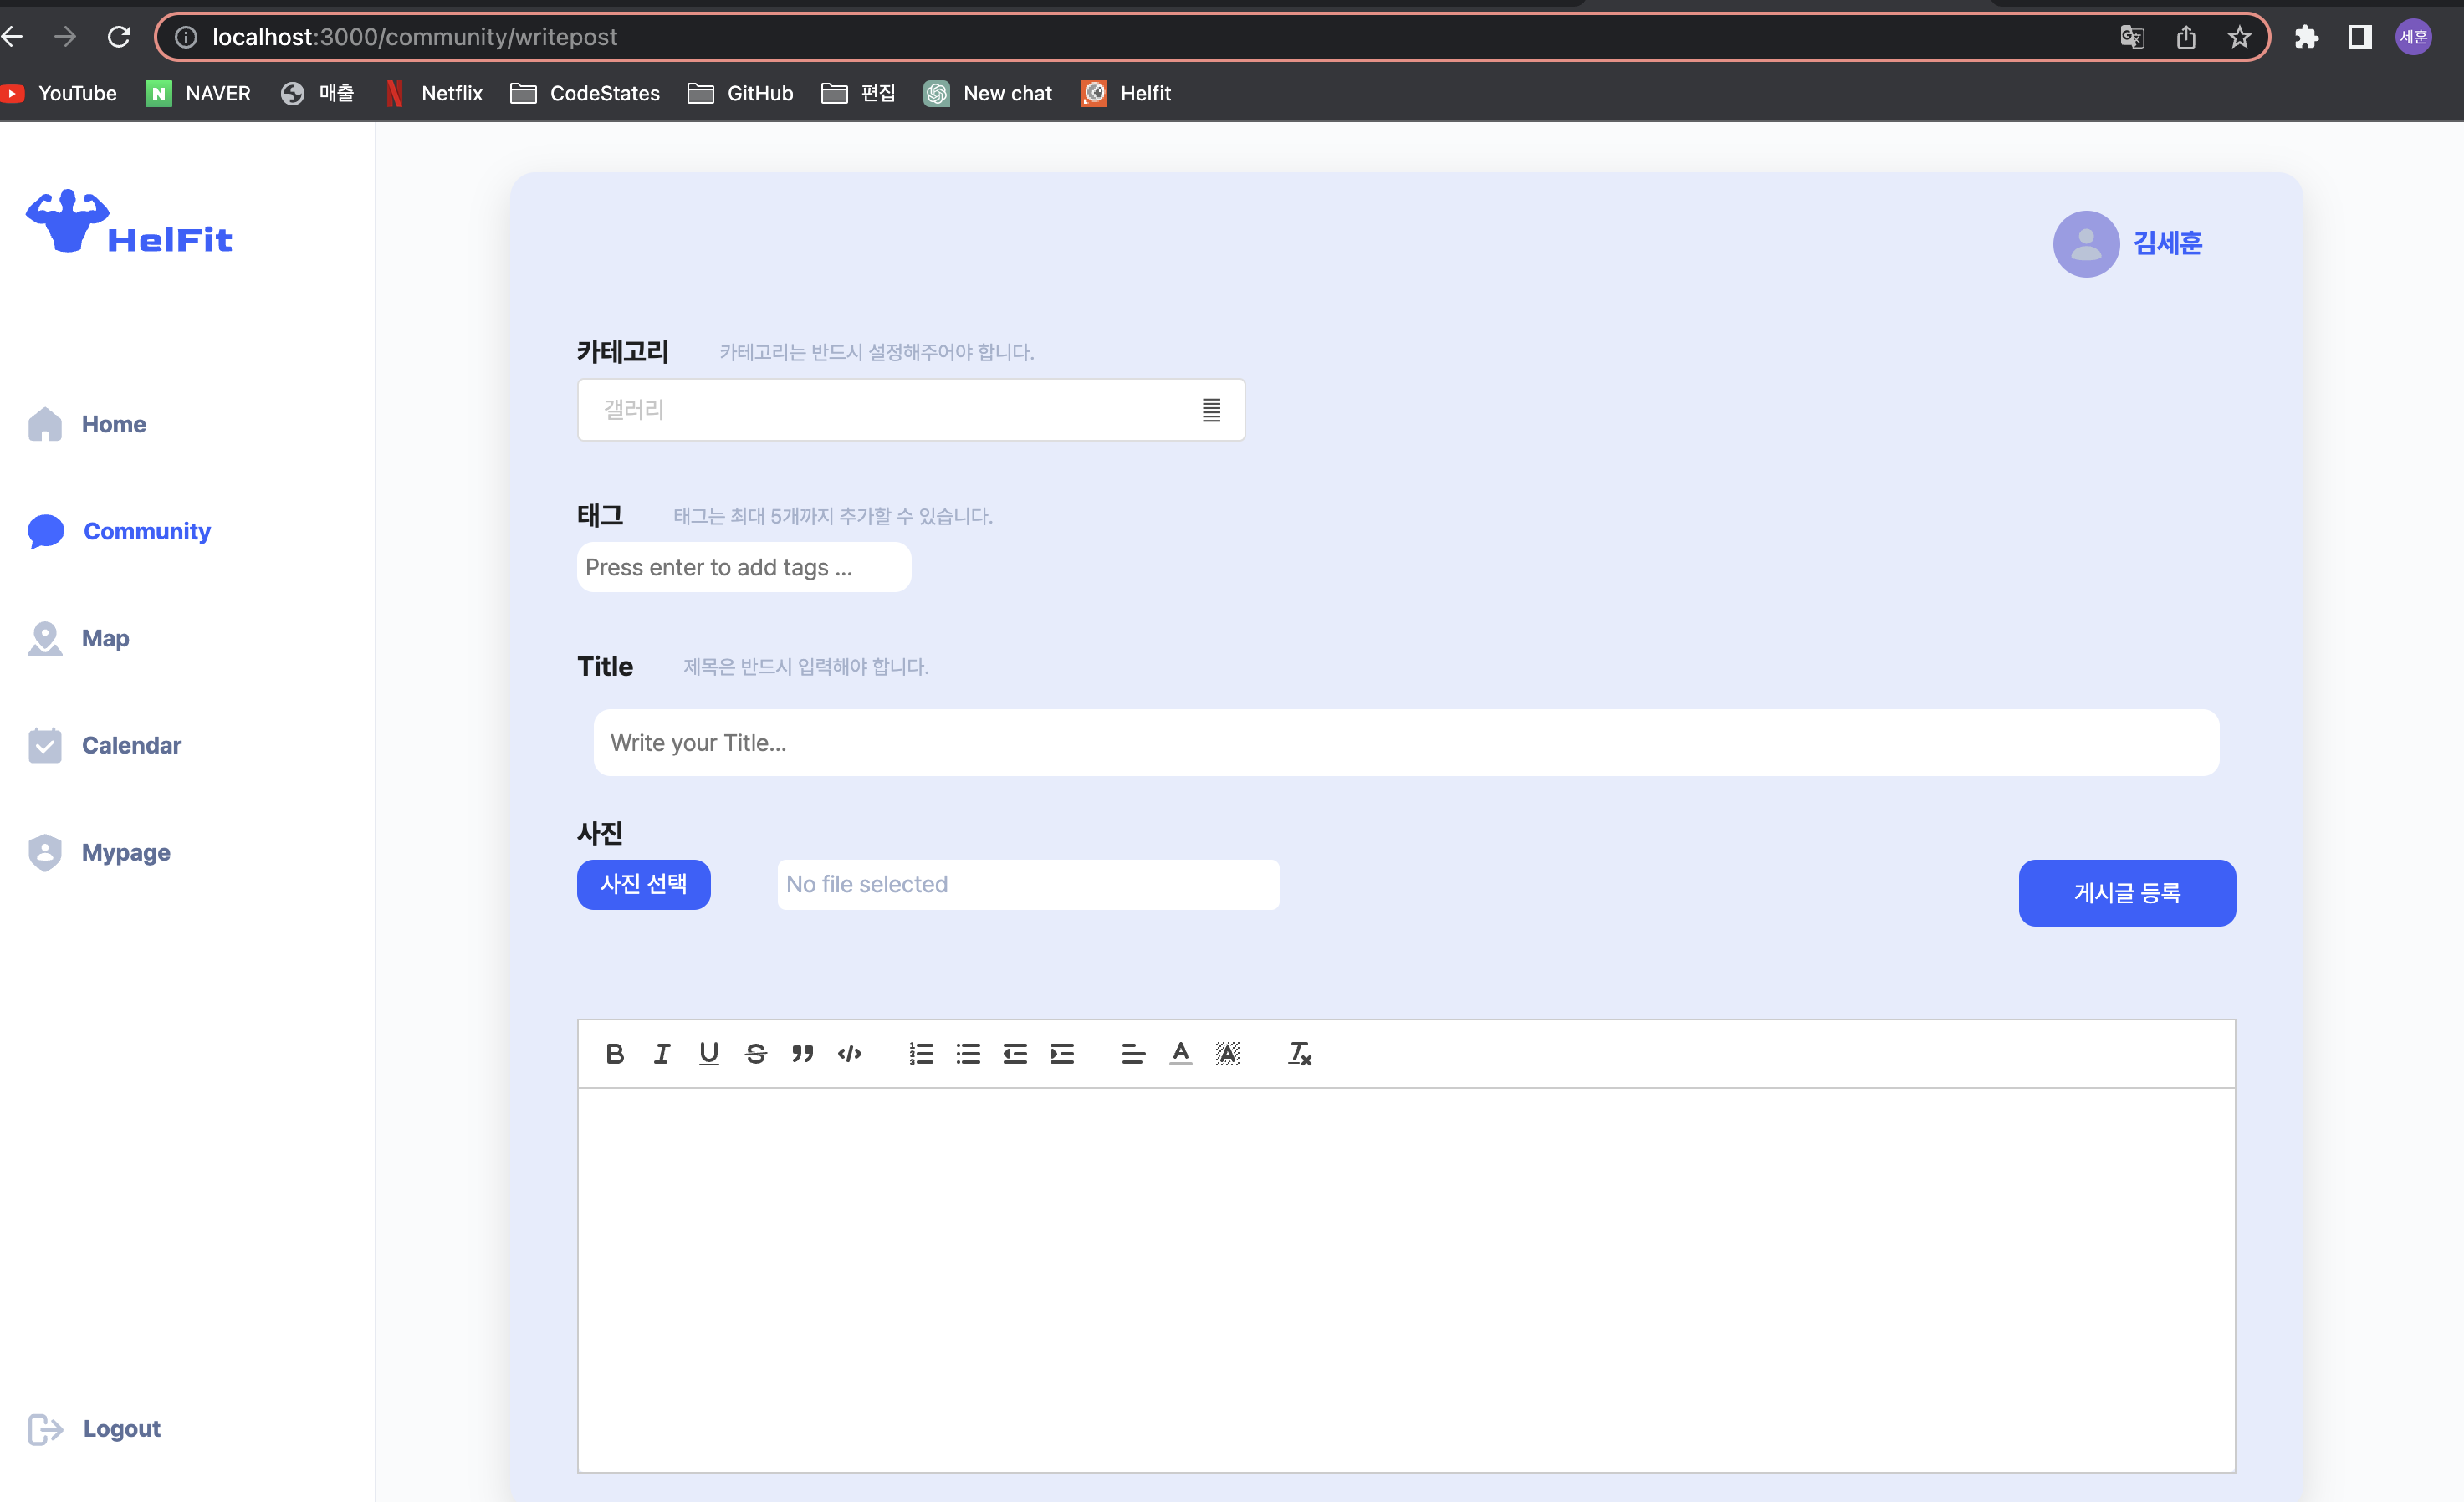 localhost:3000/community/writepost
세훈
YouTube
NAVER
매출
Netflix
CodeStates
GitHub
편집
New chat
Helfit
HelFit
Home
Community
Map
Calendar
Mypage
Logout
김세훈
카테고리 카테고리는 반드시 설정해주어야 합니다.
갤러리
태그 태그는 최대 5개까지 추가할 수 있습니다.
Press enter to add tags ...
Title 제목은 반드시 입력해야 합니다.
Write your Title...
사진
사진 선택 No file selected
게시글 등록